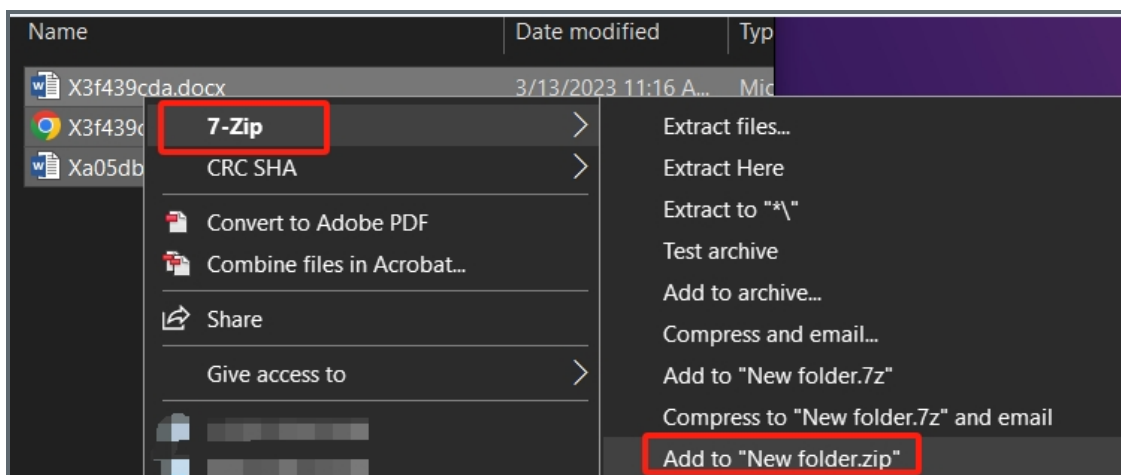 Name Date modified Typ
X3f439cda.docx 3/13/2023 11:16 A... Mic
X3f439
Xa05db
7-Zip
CRC SHA
Convert to Adobe PDF
Combine files in Acrobat...
Share
Give access to
Extract files...
Extract Here
Extract to "*\"
Test archive
Add to archive...
Compress and email...
Add to "New folder.7z"
Compress to "New folder.7z" and email
Add to "New folder.zip"